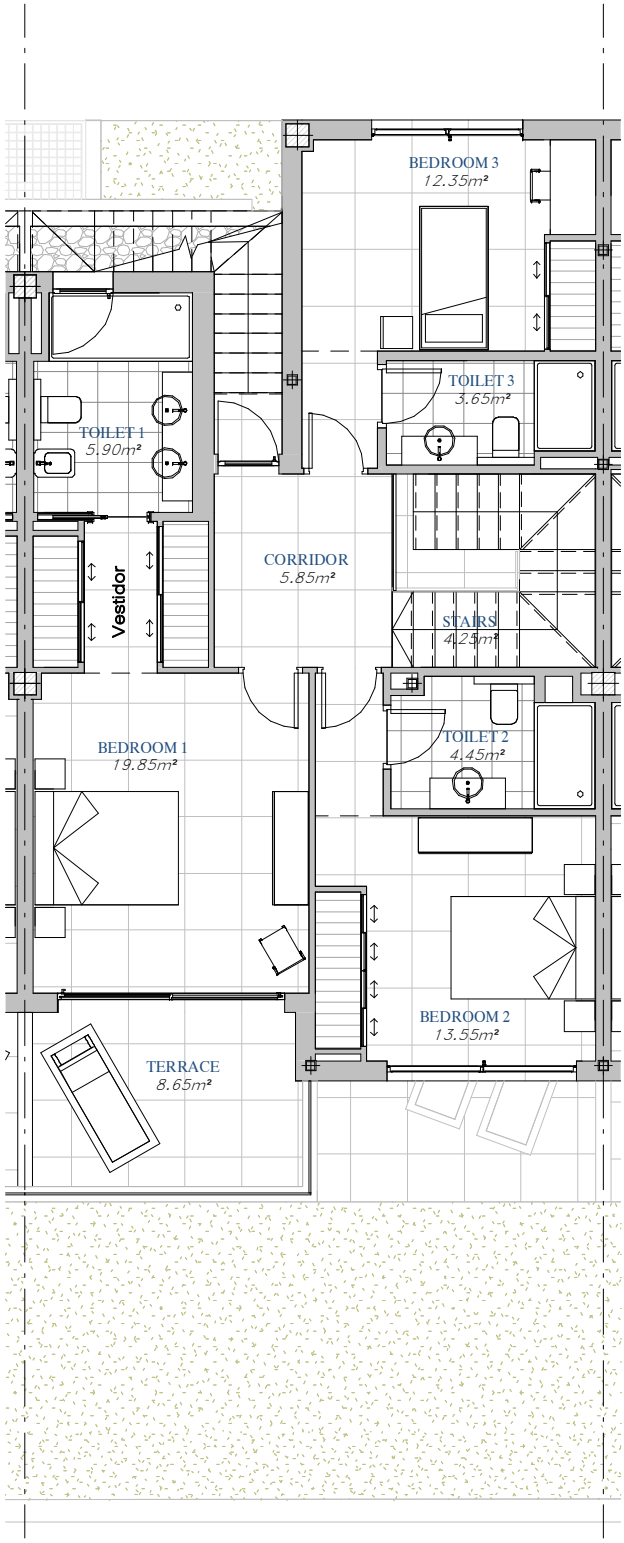 BEDROOM 3
12.35m²
TOILET 3
3.65m²
TOILET 1
5.90m²
CORRIDOR
5.85m²
Vestidor
STAIRS
4.25m²
BEDROOM 1
19.85m²
TOILET 2
4.45m²
BEDROOM 2
13.55m²
TERRACE
8.65m²